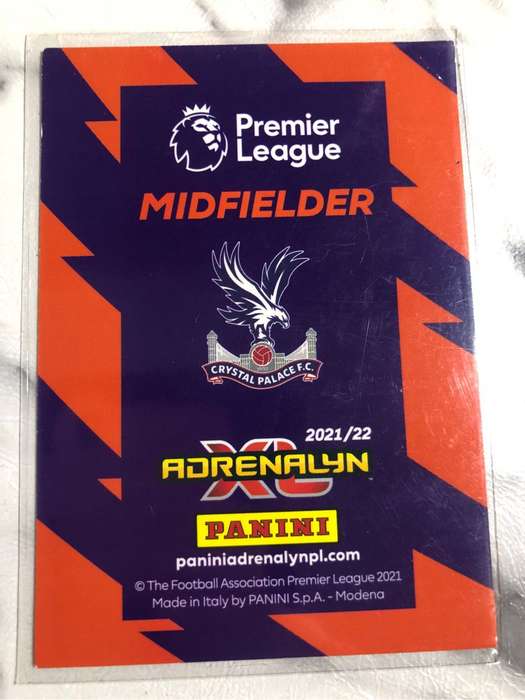 Premier
League
MIDFIELDER
CRYSTAL PALACE F.C.
2021/22
ADRENALYN
XL
PANINI
paniniadrenalynpl.com
© The Football Association Premier League 2021
Made in Italy by PANINI S.p.A. - Modena